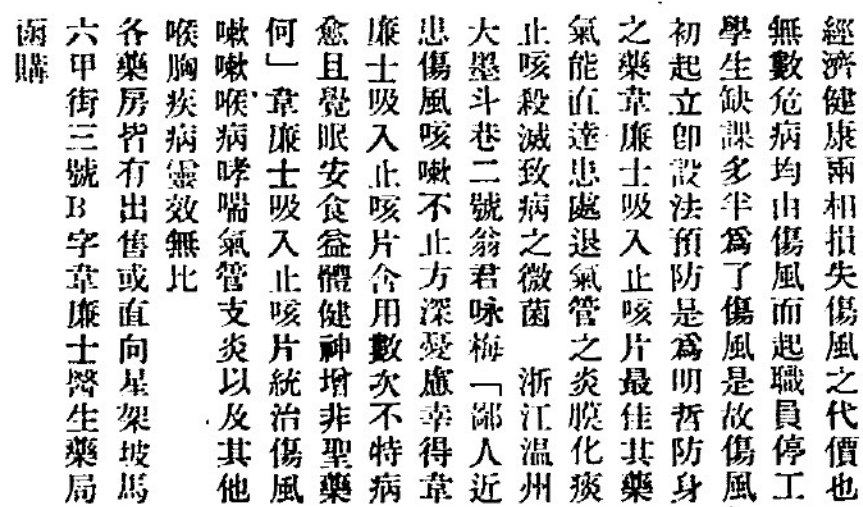 經濟健康兩相損失傷風之代價也
無數危病均由傷風而起職員停工
學生缺課多半爲了傷風是故傷風
初起立卽設法預防是爲明哲防身
之藥韋廉士吸入止咳片最佳其藥
氣能直達患處退氣管之炎膜化痰
止咳殺滅致病之微菌　浙江温州
大墨斗巷二號翁君咏梅「鄙人近
患傷風咳嗽不止方深憂慮幸得韋
廉士吸入止咳片含用數次不特病
愈且覺眠安食益體健神增非聖藥
何」韋廉士吸入止咳片統治傷風
嗽嗽喉病哮喘氣管支炎以及其他
喉胸疾病靈效無比
各藥房皆有出售或直向星架坡馬
六甲街三號B字韋廉士醫生藥局
函購